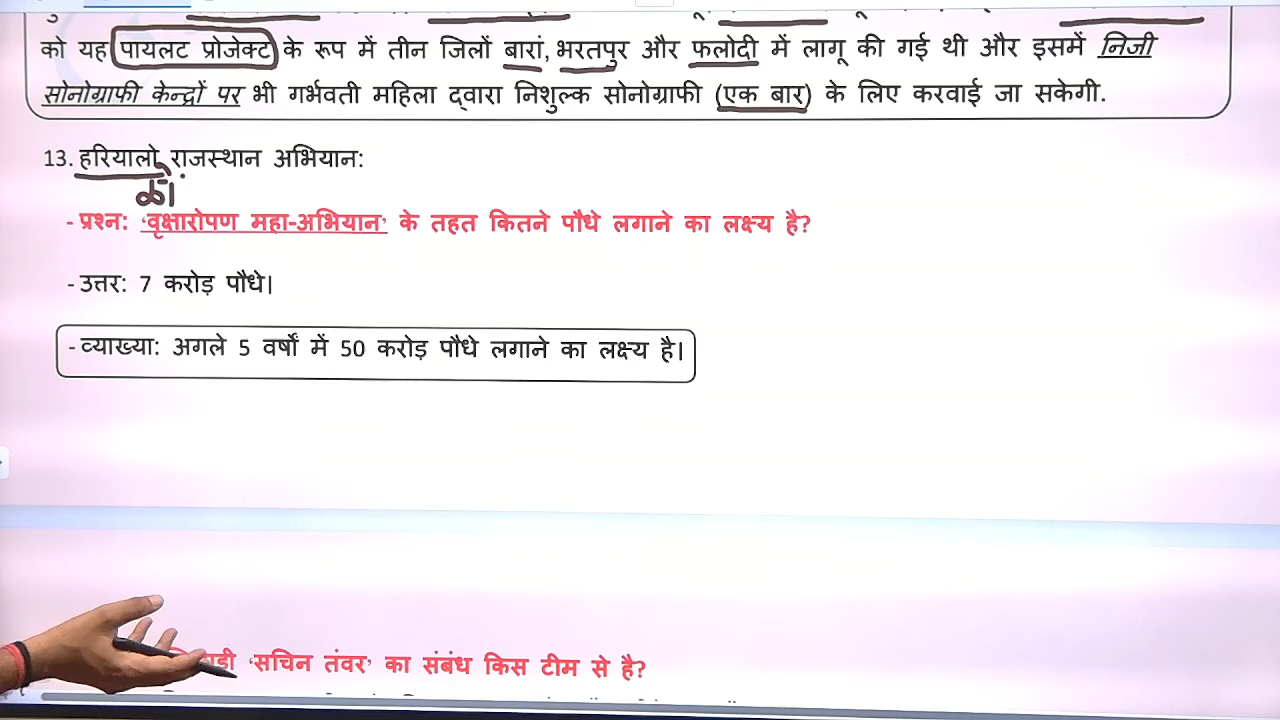 को यह पायलट प्रोजेक्ट के रूप में तीन जिलों बारां, भरतपुर और फलोदी में लागू की गई थी और इसमें निजी
सोनोग्राफी केन्द्रों पर भी गर्भवती महिला द्वारा निशुल्क सोनोग्राफी (एक बार) के लिए करवाई जा सकेगी.
13. हरियालो राजस्थान अभियान:
- प्रश्न: 'वृक्षारोपण महा-अभियान' के तहत कितने पौधे लगाने का लक्ष्य है?
- उत्तर: 7 करोड़ पौधे।
- व्याख्या: अगले 5 वर्षों में 50 करोड़ पौधे लगाने का लक्ष्य है।
'सचिन तंवर' का संबंध किस टीम से है?